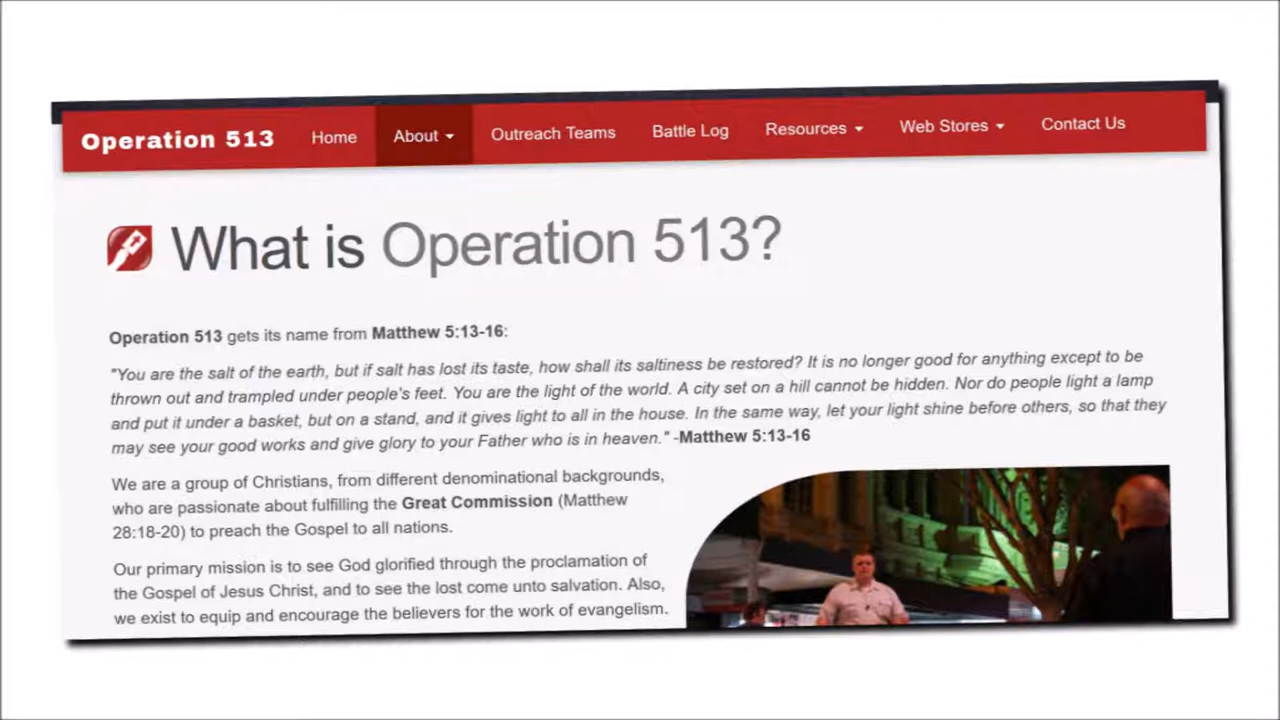 Operation 513 Home About Outreach Teams Battle Log Resources Web Stores Contact Us
What is Operation 513?
Operation 513 gets its name from Matthew 5:13-16:
"You are the salt of the earth, but if salt has lost its taste, how shall its saltiness be restored? It is no longer good for anything except to be
thrown out and trampled under people's feet. You are the light of the world. A city set on a hill cannot be hidden. Nor do people light a lamp
and put it under a basket, but on a stand, and it gives light to all in the house. In the same way, let your light shine before others, so that they
may see your good works and give glory to your Father who is in heaven." -Matthew 5:13-16
We are a group of Christians, from different denominational backgrounds,
who are passionate about fulfilling the Great Commission (Matthew
28:18-20) to preach the Gospel to all nations.
Our primary mission is to see God glorified through the proclamation of
the Gospel of Jesus Christ, and to see the lost come unto salvation. Also,
we exist to equip and encourage the believers for the work of evangelism.